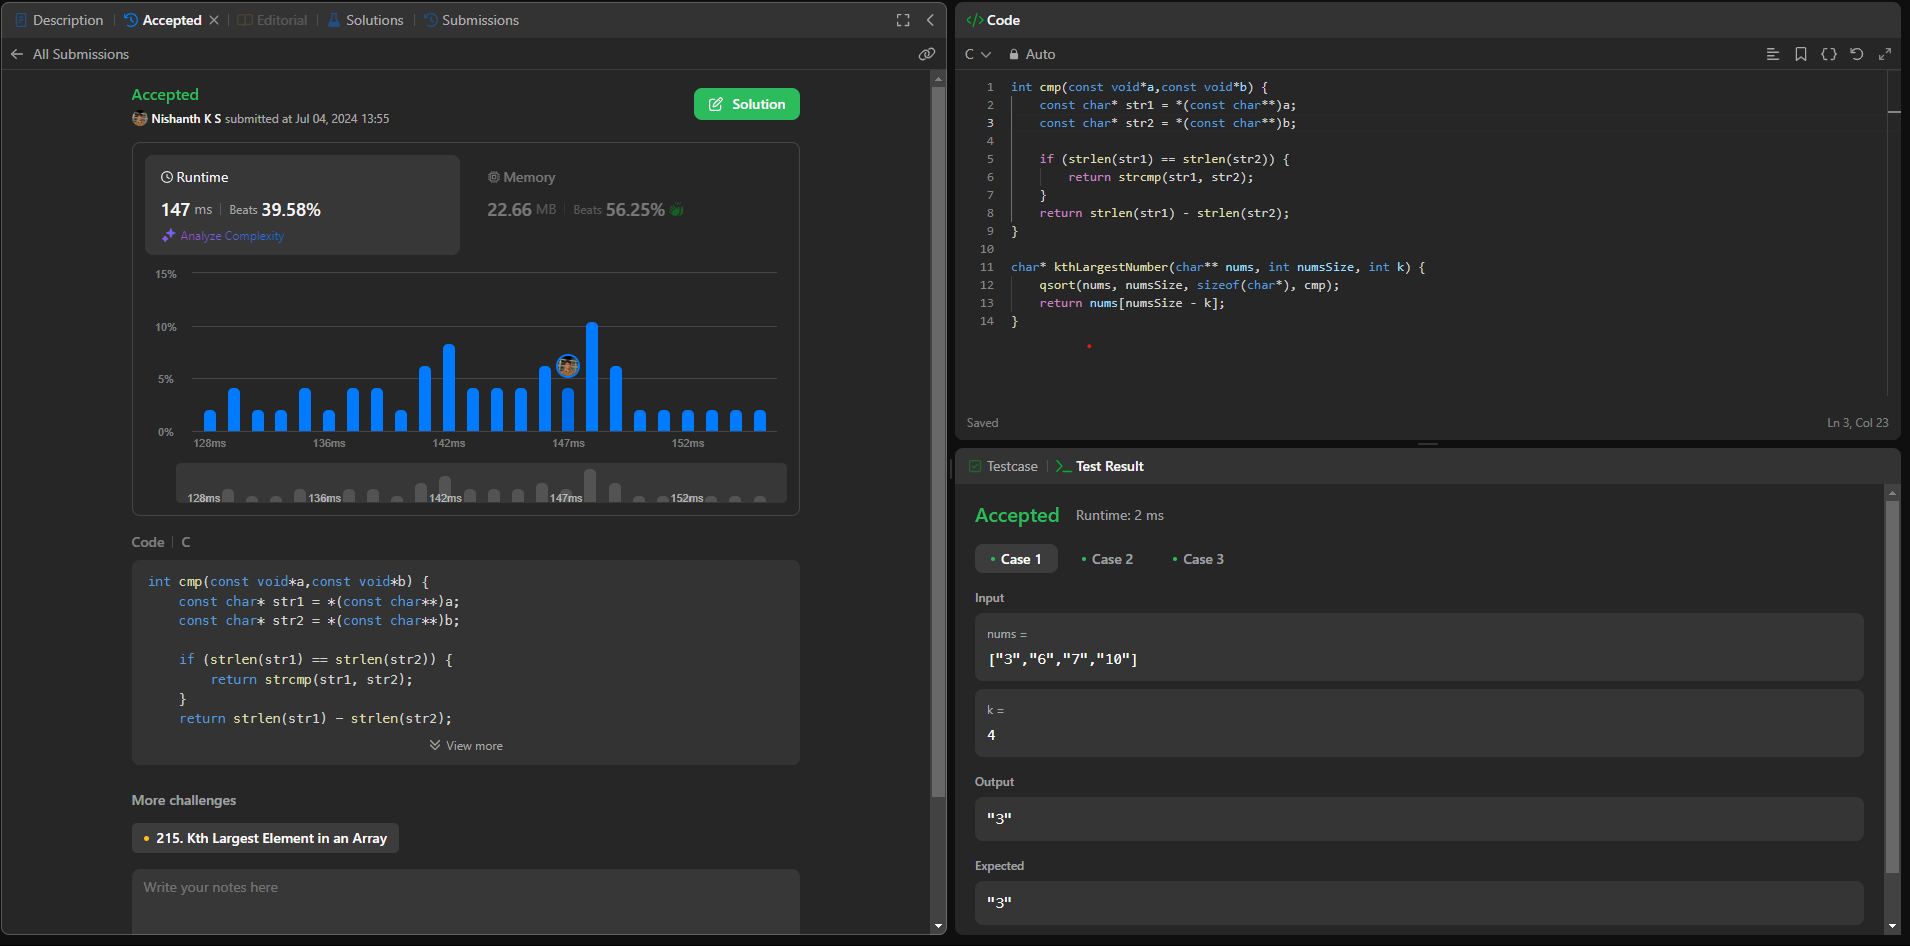 Description
Accepted
Editorial
Solutions
Submissions
All Submissions
Accepted
Solution
Nishanth K S submitted at Jul 04, 2024 13:55
Runtime
147 ms | Beats 39.58%
Analyze Complexity
Memory
22.66 MB | Beats 56.25%
15%
10%
5%
0%
128ms 136ms 142ms 147ms 152ms
128ms 136ms 142ms 147ms 152ms
Code | C
int cmp(const void*a,const void*b) {
    const char* str1 = *(const char**)a;
    const char* str2 = *(const char**)b;
    if (strlen(str1) == strlen(str2)) {
        return strcmp(str1, str2);
    }
    return strlen(str1) - strlen(str2);
View more
More challenges
215. Kth Largest Element in an Array
Write your notes here
</> Code
C
Auto
1 int cmp(const void*a,const void*b) {
2     const char* str1 = *(const char**)a;
3     const char* str2 = *(const char**)b;
4
5     if (strlen(str1) == strlen(str2)) {
6         return strcmp(str1, str2);
7     }
8     return strlen(str1) - strlen(str2);
9 }
10
11 char* kthLargestNumber(char** nums, int numsSize, int k) {
12     qsort(nums, numsSize, sizeof(char*), cmp);
13     return nums[numsSize - k];
14 }
Saved
Ln 3, Col 23
Testcase
Test Result
Accepted
Runtime: 2 ms
Case 1
Case 2
Case 3
Input
nums =
["3","6","7","10"]
k =
4
Output
"3"
Expected
"3"